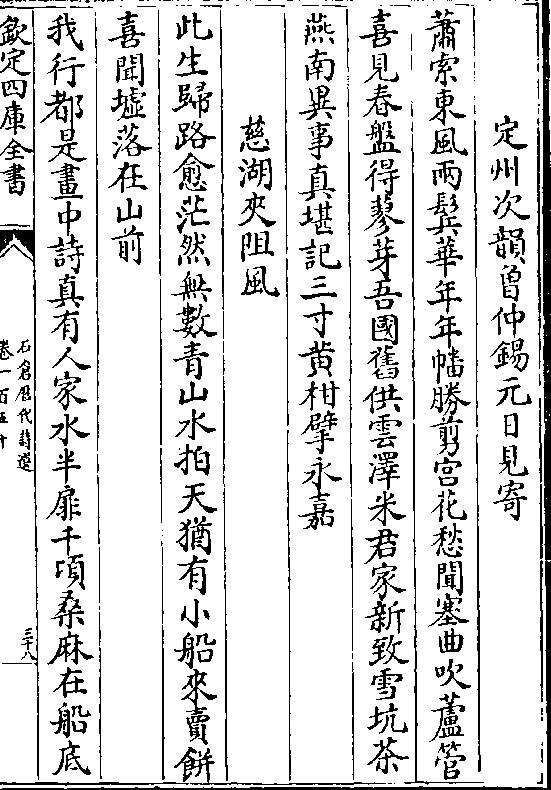 定州次韻曾仲錫元日見寄
蕭索東風兩鬂華年年幡勝剪宫花愁聞塞曲吹蘆管
喜見春盤得蓼芽吾國舊供雲澤米君家新致雪坑茶
燕南異事真堪記三寸黄柑擘永嘉
慈湖夾阻風
此生歸路愈茫然無數青山水拍天猶有小船來賣餅
喜聞墟落在山前
我行都是畫中詩真有人家水半扉千頃桑麻在船底
欽定四庫全書
石倉歷代詩選
卷一百五十
三十八